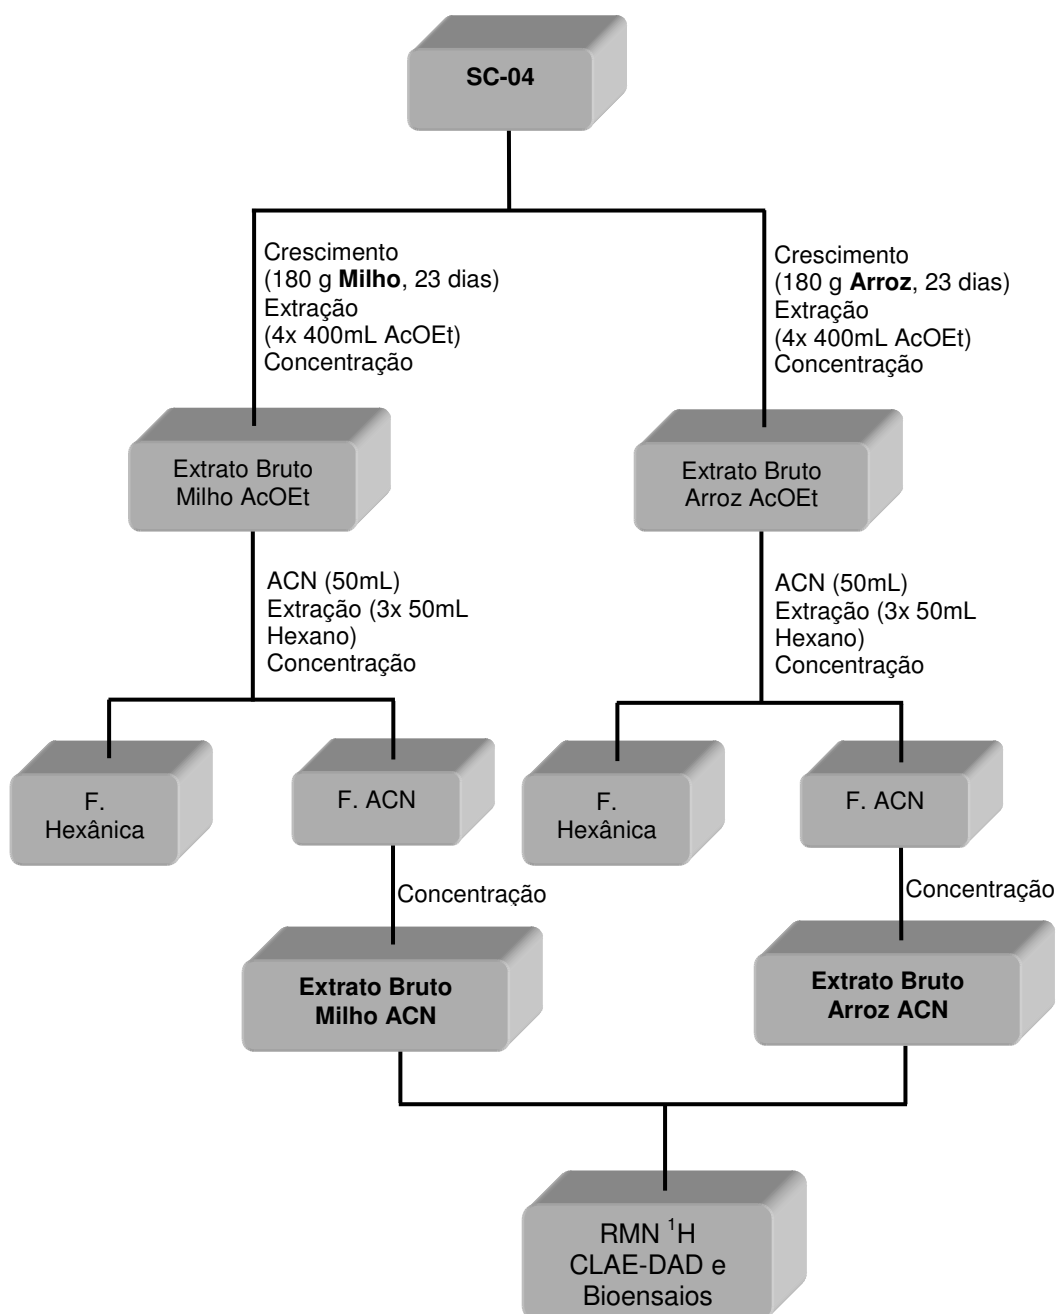 SC-04
Crescimento
(180 g Milho, 23 dias)
Extração
(4x 400mL AcOEt)
Concentração
Crescimento
(180 g Arroz, 23 dias)
Extração
(4x 400mL AcOEt)
Concentração
Extrato Bruto
Milho AcOEt
Extrato Bruto
Arroz AcOEt
ACN (50mL)
Extração (3x 50mL
Hexano)
Concentração
ACN (50mL)
Extração (3x 50mL
Hexano)
Concentração
F.
Hexânica
F. ACN
F.
Hexânica
F. ACN
Concentração
Concentração
Extrato Bruto
Milho ACN
Extrato Bruto
Arroz ACN
RMN ¹H
CLAE-DAD e
Bioensaios